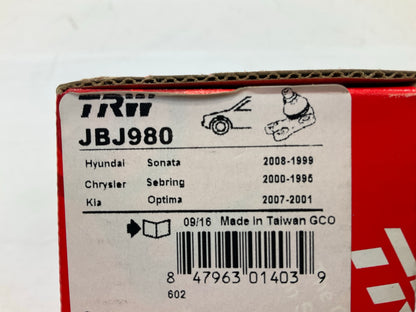 TRW
JBJ980
Hyundai Sonata 2008-1999
Chrysler Sebring 2000-1995
Kia Optima 2007-2001
09/16 Made In Taiwan GCO
8 47963 01403 9
602